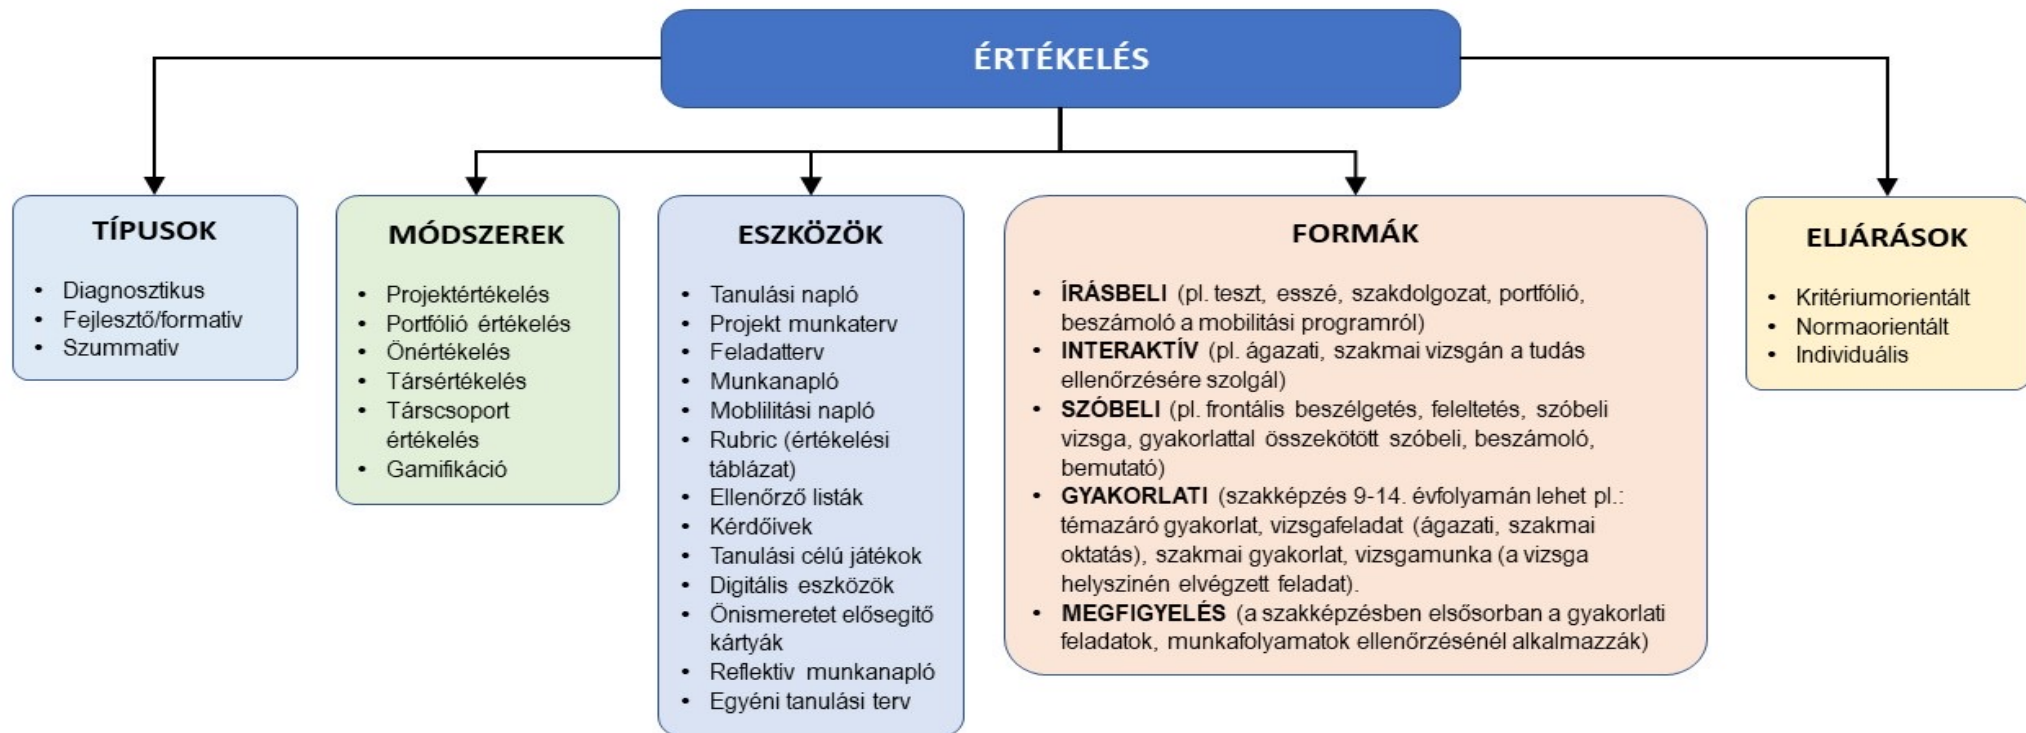 ÉRTÉKELÉS
TÍPUSOK
• Diagnosztikus
• Fejlesztő/formatív
• Szummatív
MÓDSZEREK
• Projektértékelés
• Portfólió értékelés
• Önértékelés
• Társértékelés
• Társcsoport
értékelés
• Gamifikáció
ESZKÖZÖK
• Tanulási napló
• Projekt munkaterv
• Feladatterv
• Munkanapló
• Moblilitási napló
• Rubric (értékelési
táblázat)
• Ellenőrző listák
• Kérdőivek
• Tanulási célú játékok
• Digitális eszközök
• Önismeretet elősegitő
kártyák
• Reflektiv munkanapló
• Egyéni tanulási terv
FORMÁK
• ÍRÁSBELI (pl. teszt, esszé, szakdolgozat, portfólió,
beszámoló a mobilitási programról)
• INTERAKTÍV (pl. ágazati, szakmai vizsgán a tudás
ellenőrzésére szolgál)
• SZÓBELI (pl. frontális beszélgetés, feleltetés, szóbeli
vizsga, gyakorlattal összekötött szóbeli, beszámoló,
bemutató)
• GYAKORLATI (szakképzés 9-14. évfolyamán lehet pl.:
témazáró gyakorlat, vizsgafeladat (ágazati, szakmai
oktatás), szakmai gyakorlat, vizsgamunka (a vizsga
helyszínén elvégzett feladat).
• MEGFIGYELÉS (a szakképzésben elsősorban a gyakorlati
feladatok, munkafolyamatok ellenőrzésénél alkalmazzák)
ELJÁRÁSOK
• Kritériumorientált
• Normaorientált
• Individuális